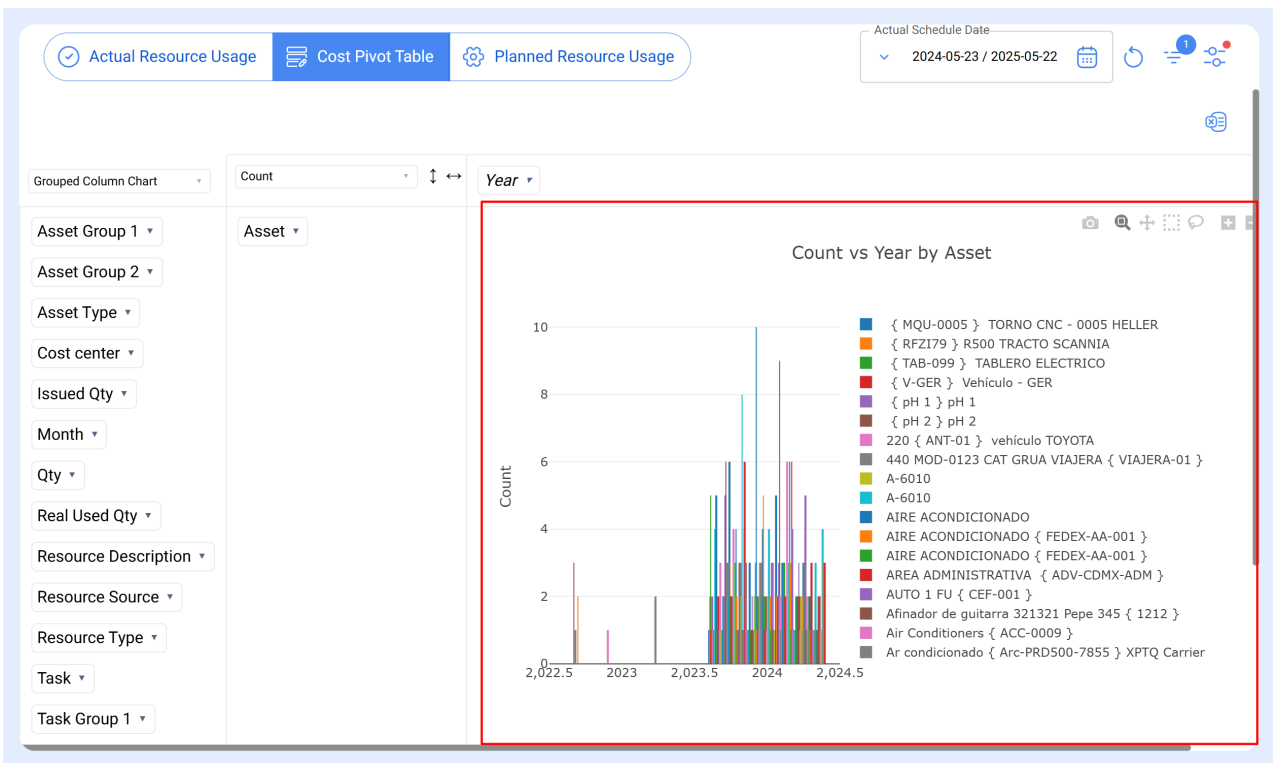 Actual Resource Usage
Cost Pivot Table
Planned Resource Usage
Actual Schedule Date
2024-05-23 / 2025-05-22
1
Grouped Column Chart
Count
Year
Asset Group 1
Asset Group 2
Asset Type
Cost center
Issued Qty
Month
Qty
Real Used Qty
Resource Description
Resource Source
Resource Type
Task
Task Group 1
Asset
Count vs Year by Asset
Count
10
8
6
4
2
0
2,022.5
2023
2,023.5
2024
2,024.5
{ MQU-0005 } TORNO CNC - 0005 HELLER
{ RFZI79 } R500 TRACTO SCANNIA
{ TAB-099 } TABLERO ELECTRICO
{ V-GER } Vehículo - GER
{ pH 1 } pH 1
{ pH 2 } pH 2
220 { ANT-01 } vehículo TOYOTA
440 MOD-0123 CAT GRUA VIAJERA { VIAJERA-01 }
A-6010
A-6010
AIRE ACONDICIONADO
AIRE ACONDICIONADO { FEDEX-AA-001 }
AIRE ACONDICIONADO { FEDEX-AA-001 }
AREA ADMINISTRATIVA { ADV-CDMX-ADM }
AUTO 1 FU { CEF-001 }
Afinador de guitarra 321321 Pepe 345 { 1212 }
Air Conditioners { ACC-0009 }
Ar condicionado { Arc-PRD500-7855 } XPTQ Carrier